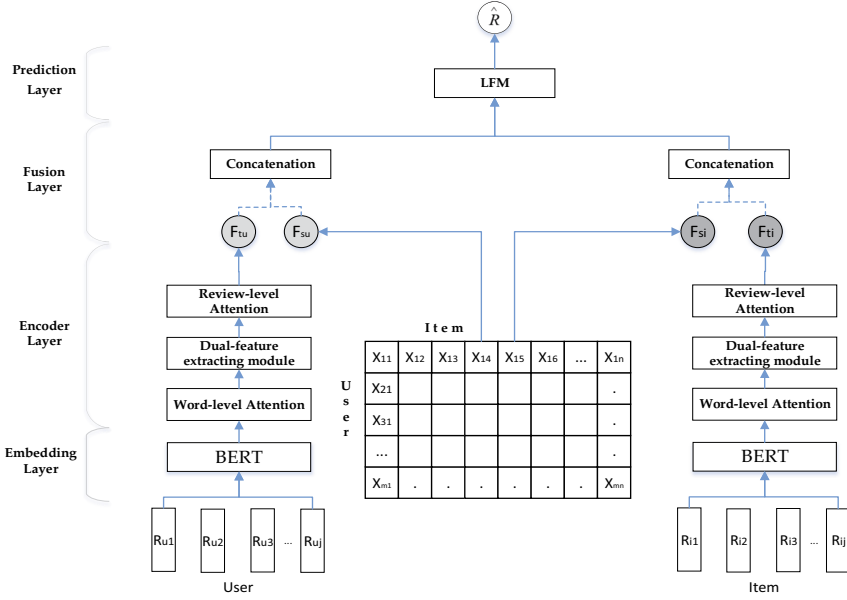 R̂
Prediction
Layer
LFM
Fusion
Layer
Concatenation
Concatenation
Ftu
Fsu
Fsi
Fti
Encoder
Layer
Review-level
Attention
Dual-feature
extracting module
Word-level Attention
Review-level
Attention
Dual-feature
extracting module
Word-level Attention
Item
User
X11 X12 X13 X14 X15 X16 ... X1n
X21 .
X31 .
... .
Xm1 . . . . . . Xmn
Embedding
Layer
BERT
BERT
Ru1 Ru2 Ru3 ... Ruj
User
Ri1 Ri2 Ri3 ... Rij
Item